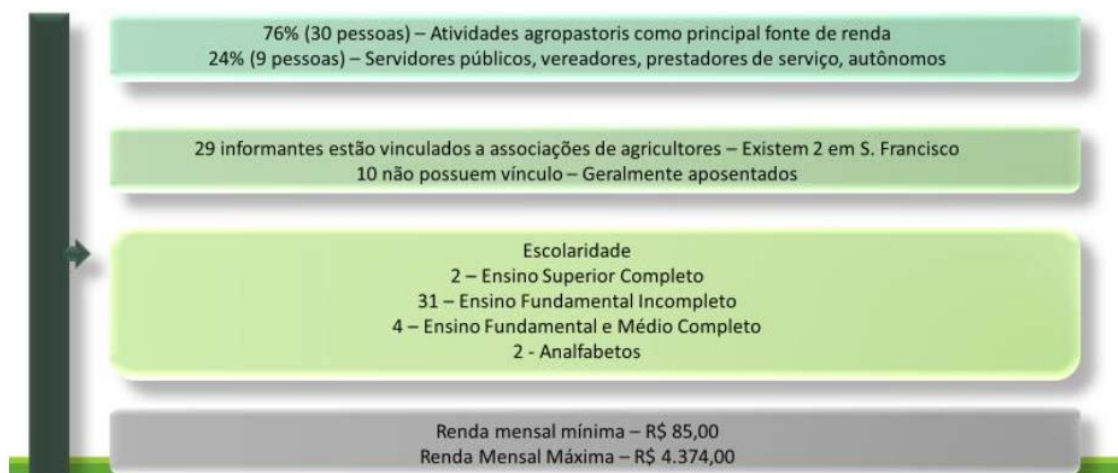 76% (30 pessoas) – Atividades agropastoris como principal fonte de renda
24% (9 pessoas) – Servidores públicos, vereadores, prestadores de serviço, autônomos
29 informantes estão vinculados a associações de agricultores – Existem 2 em S. Francisco
10 não possuem vínculo – Geralmente aposentados
Escolaridade
2 – Ensino Superior Completo
31 – Ensino Fundamental Incompleto
4 – Ensino Fundamental e Médio Completo
2 - Analfabetos
Renda mensal mínima – R$ 85,00
Renda Mensal Máxima – R$ 4.374,00